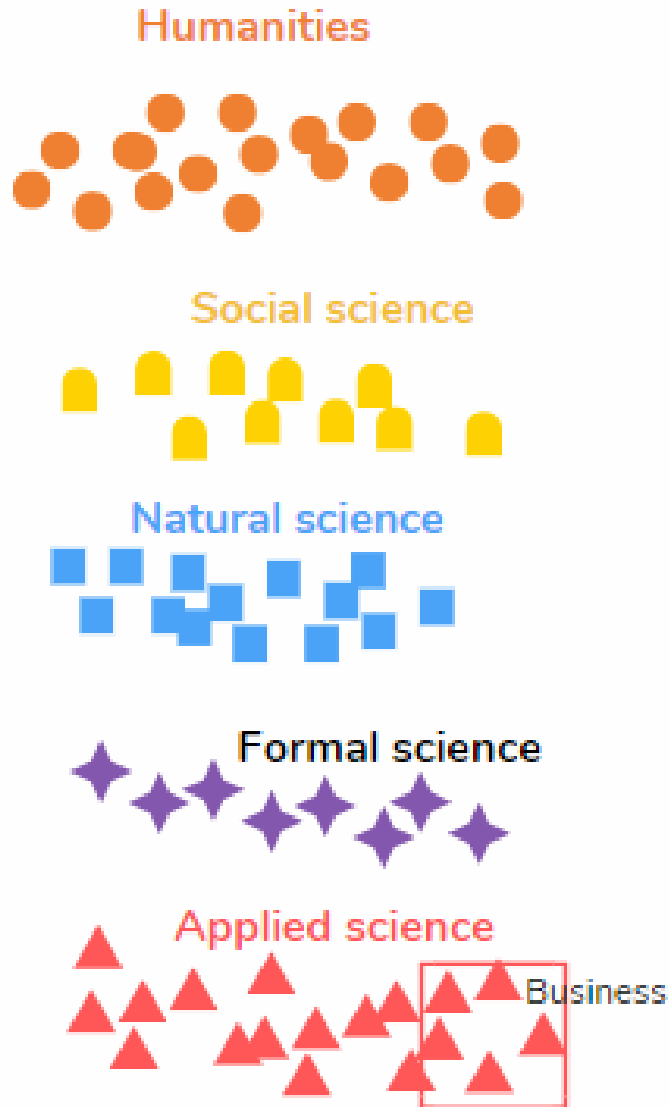 Humanities
Social science
Natural science
Formal science
Applied science
Business